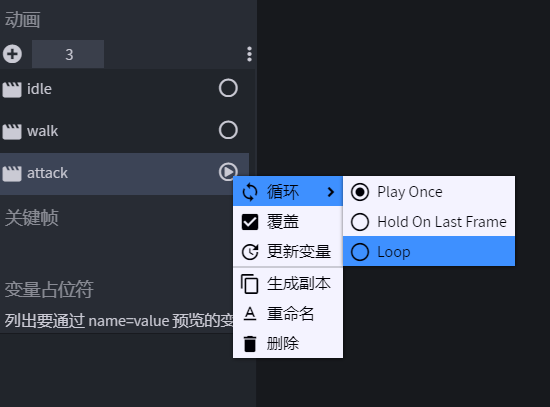 动画
3
idle
walk
attack
关键帧
变量占位符
列出要通过 name=value 预览的变
循环
覆盖
更新变量
生成副本
重命名
删除
Play Once
Hold On Last Frame
Loop